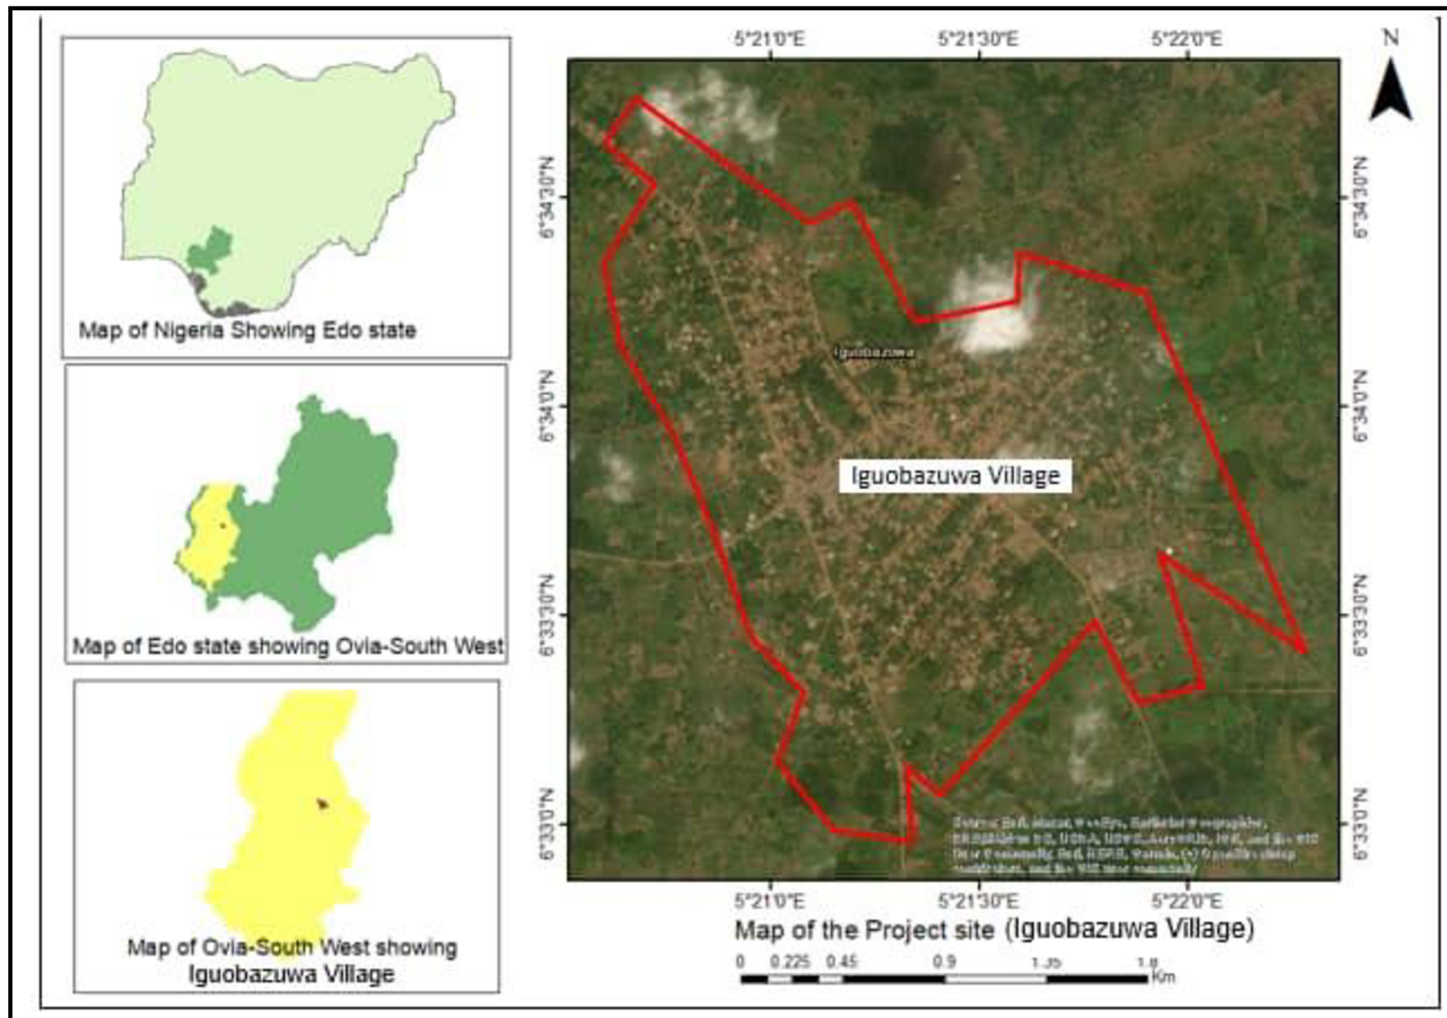 Map of Nigeria Showing Edo state
Map of Edo state showing Ovia-South West
Map of Ovia-South West showing
Iguobazuwa Village
5°21'0"E 5°21'30"E 5°22'0"E
N
6°34'30"N 6°34'30"N
6°34'0"N 6°34'0"N
6°33'30"N 6°33'30"N
6°33'0"N 6°33'0"N
Iguobazuwa
Iguobazuwa Village
5°21'0"E 5°21'30"E 5°22'0"E
Map of the Project site (Iguobazuwa Village)
0 0.225 0.45 0.9 1.35 1.8
Km